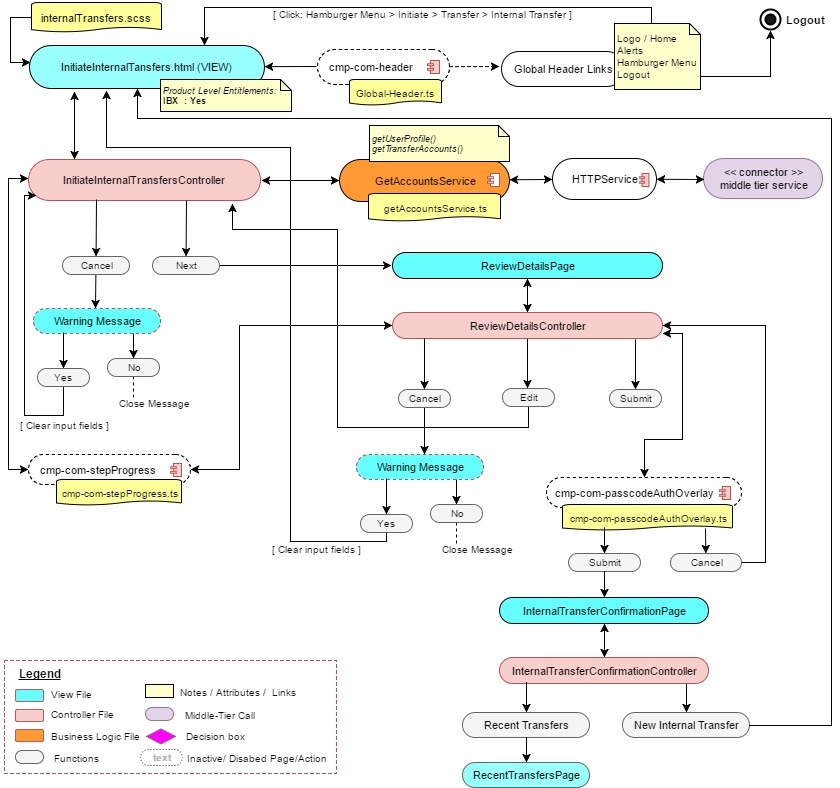 internalTransfers.scss
[ Click: Hamburger Menu > Initiate > Transfer > Internal Transfer ]
Logout
InitiateInternalTansfers.html (VIEW)
cmp-com-header
Global-Header.ts
Global Header Links
Logo / Home
Alerts
Hamburger Menu
Logout
Product Level Entitlements:
IBX : Yes
getUserProfile()
getTransferAccounts()
InitiateInternalTransfersController
GetAccountsService
getAccountsService.ts
HTTPService
<< connector >>
middle tier service
Cancel
Next
ReviewDetailsPage
Warning Message
ReviewDetailsController
Yes
No
Close Message
[ Clear input fields ]
Cancel
Edit
Submit
cmp-com-stepProgress
cmp-com-stepProgress.ts
Warning Message
Yes
No
[ Clear input fields ]
Close Message
cmp-com-passcodeAuthOverlay
cmp-com-passcodeAuthOverlay.ts
Submit
Cancel
InternalTransferConfirmationPage
InternalTransferConfirmationController
Recent Transfers
New Internal Transfer
RecentTransfersPage
Legend
View File
Controller File
Business Logic File
Functions
Notes / Attributes / Links
Middle-Tier Call
Decision box
text
Inactive/ Disabed Page/Action